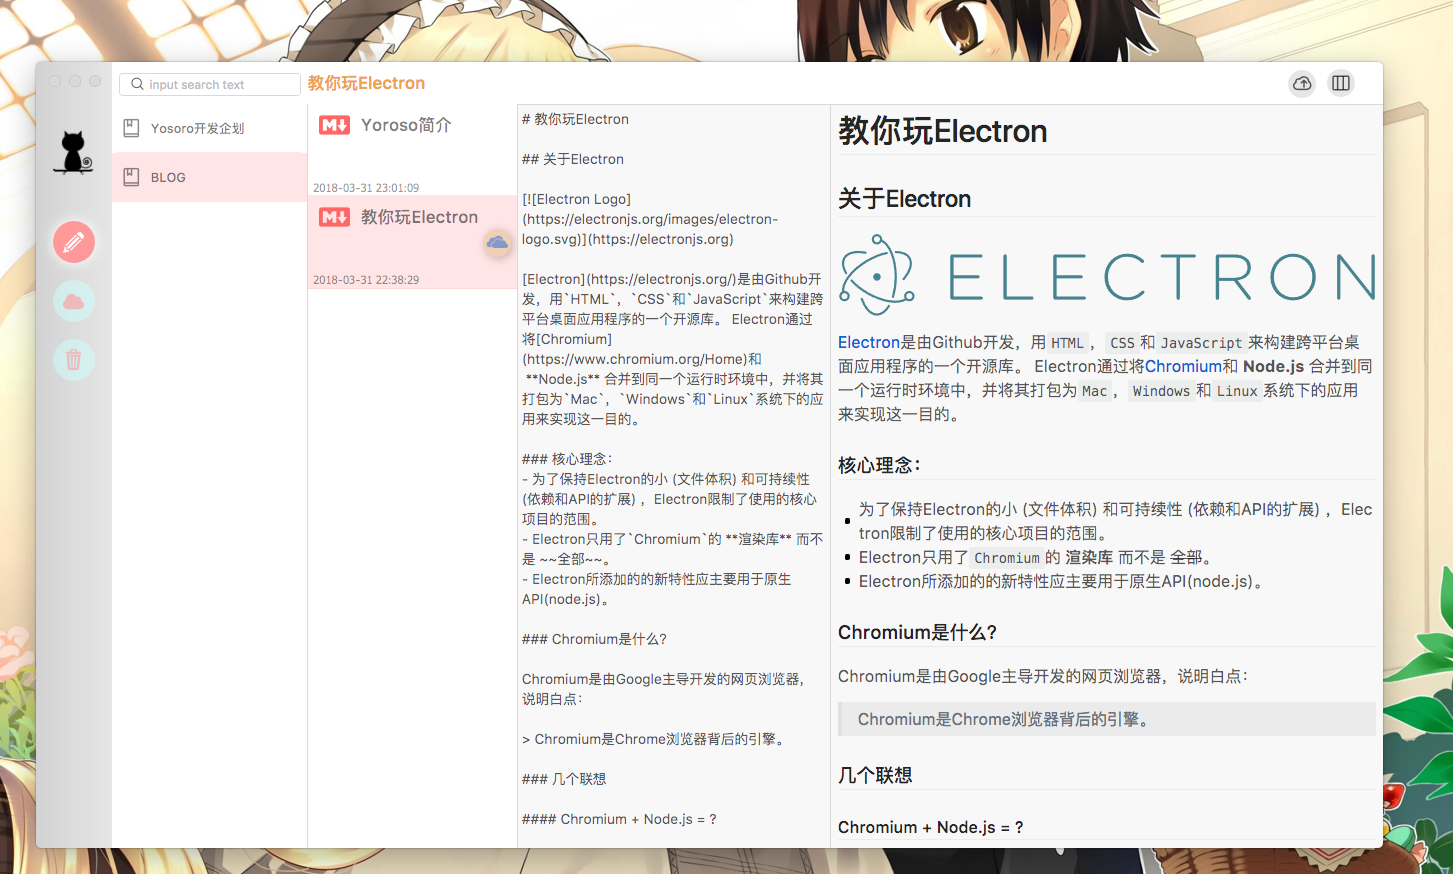 input search text
教你玩Electron
Yosoro开发企划
BLOG
M↓ Yoroso简介
2018-03-31 23:01:09
M↓ 教你玩Electron
2018-03-31 22:38:29
# 教你玩Electron
## 关于Electron
[![Electron Logo]
(https://electronjs.org/images/electron-
logo.svg)](https://electronjs.org)
[Electron](https://electronjs.org/)是由Github开
发，用`HTML`，`CSS`和`JavaScript`来构建跨
平台桌面应用程序的一个开源库。 Electron通过
将[Chromium]
(https://www.chromium.org/Home)和
**Node.js** 合并到同一个运行时环境中，并将其
打包为`Mac`，`Windows`和`Linux`系统下的应
用来实现这一目的。
### 核心理念：
- 为了保持Electron的小 (文件体积) 和可持续性
(依赖和API的扩展) ，Electron限制了使用的核心
项目的范围。
- Electron只用了`Chromium`的 **渲染库** 而不
是 ~~全部~~。
- Electron所添加的的新特性应主要用于原生
API(node.js)。
### Chromium是什么?
Chromium是由Google主导开发的网页浏览器，
说明白点：
> Chromium是Chrome浏览器背后的引擎。
### 几个联想
#### Chromium + Node.js = ?
教你玩Electron
关于Electron
ELECTRON
Electron是由Github开发，用 HTML ， CSS 和 JavaScript 来构建跨平台桌
面应用程序的一个开源库。 Electron通过将Chromium和 Node.js 合并到同
一个运行时环境中，并将其打包为 Mac ， Windows 和 Linux 系统下的应用
来实现这一目的。
核心理念：
为了保持Electron的小 (文件体积) 和可持续性 (依赖和API的扩展) ，Elec
tron限制了使用的核心项目的范围。
Electron只用了 Chromium 的 渲染库 而不是 全部。
Electron所添加的的新特性应主要用于原生API(node.js)。
Chromium是什么?
Chromium是由Google主导开发的网页浏览器，说明白点：
Chromium是Chrome浏览器背后的引擎。
几个联想
Chromium + Node.js = ?